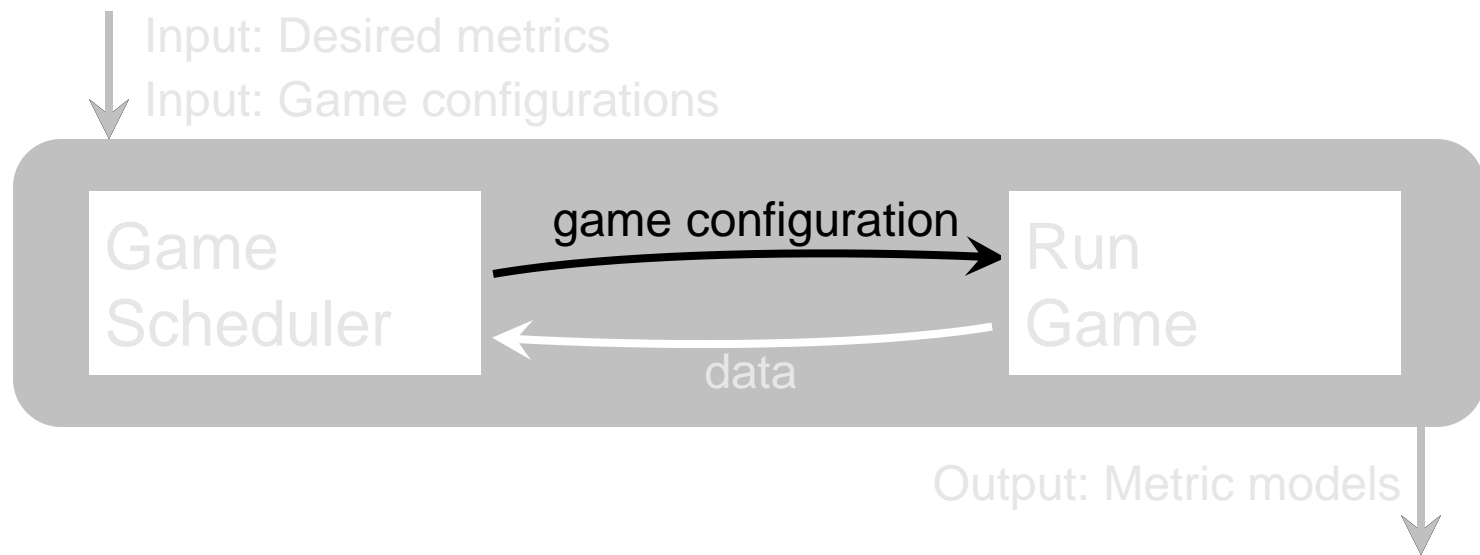 Input: Desired metrics
Input: Game configurations
Game
Scheduler
game configuration
Run
Game
data
Output: Metric models